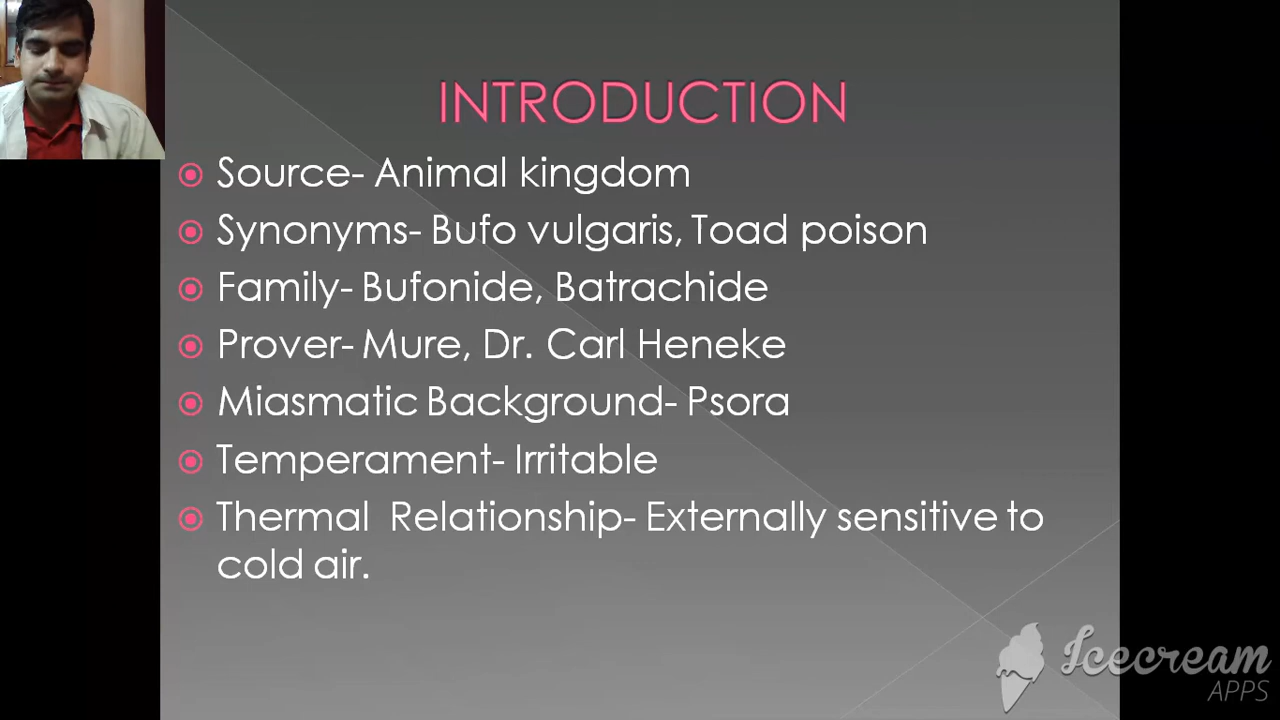 INTRODUCTION
Source- Animal kingdom
Synonyms- Bufo vulgaris, Toad poison
Family- Bufonide, Batrachide
Prover- Mure, Dr. Carl Heneke
Miasmatic Background- Psora
Temperament- Irritable
Thermal Relationship- Externally sensitive to
cold air.
Icecream
APPS